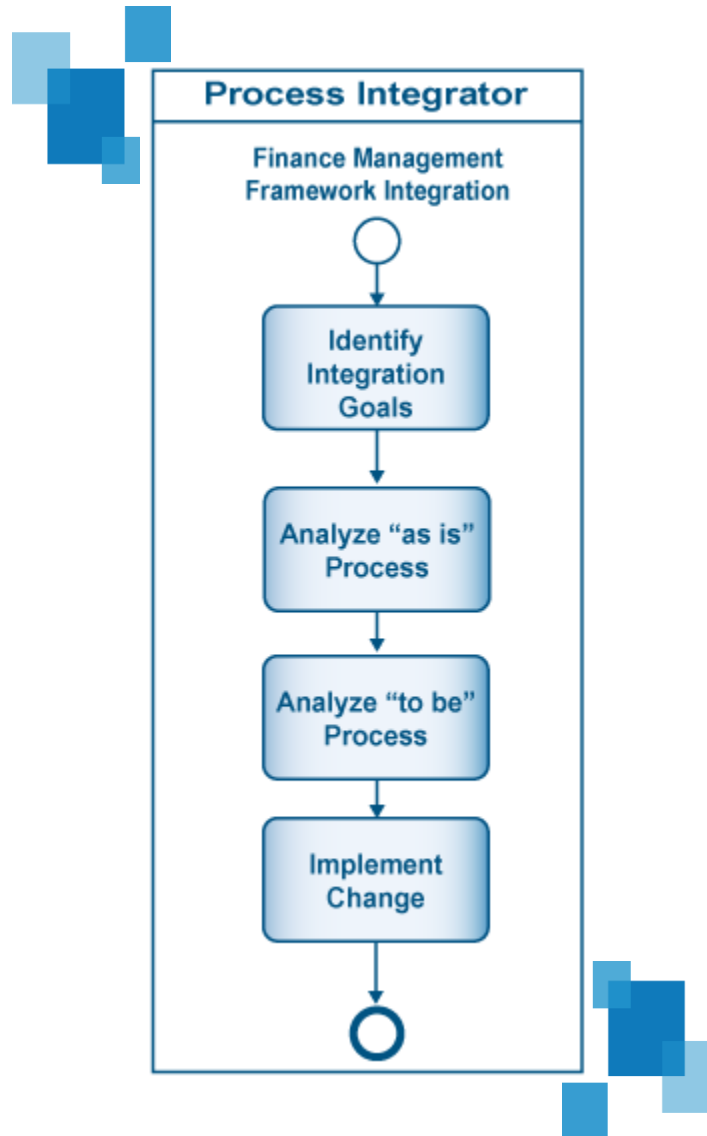 Process Integrator
Finance Management
Framework Integration
Identify
Integration
Goals
Analyze “as is”
Process
Analyze “to be”
Process
Implement
Change